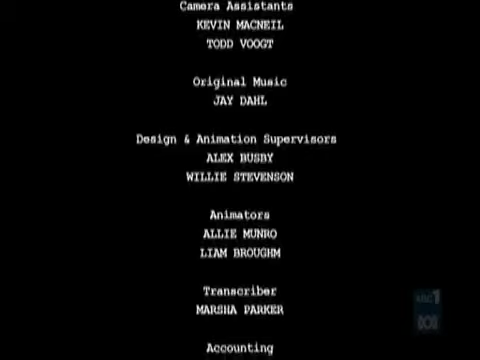 Camera Assistants
KEVIN MACNEIL
TODD VOOGT
Original Music
JAY DAHL
Design & Animation Supervisors
ALEX BUSBY
WILLIE STEVENSON
Animators
ALLIE MUNRO
LIAM BROUGHM
Transcriber
MARSHA PARKER
Accounting
abc1